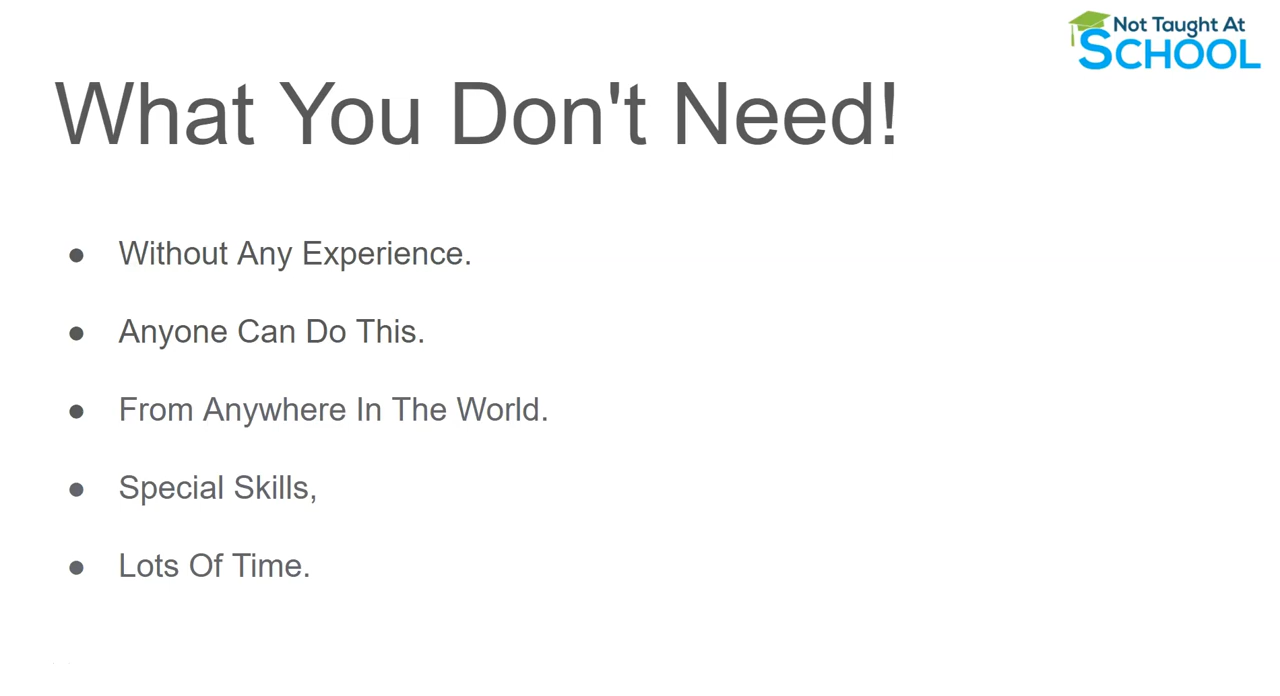 Not Taught At
SCHOOL
What You Don't Need!
● Without Any Experience.
● Anyone Can Do This.
● From Anywhere In The World.
● Special Skills,
● Lots Of Time.